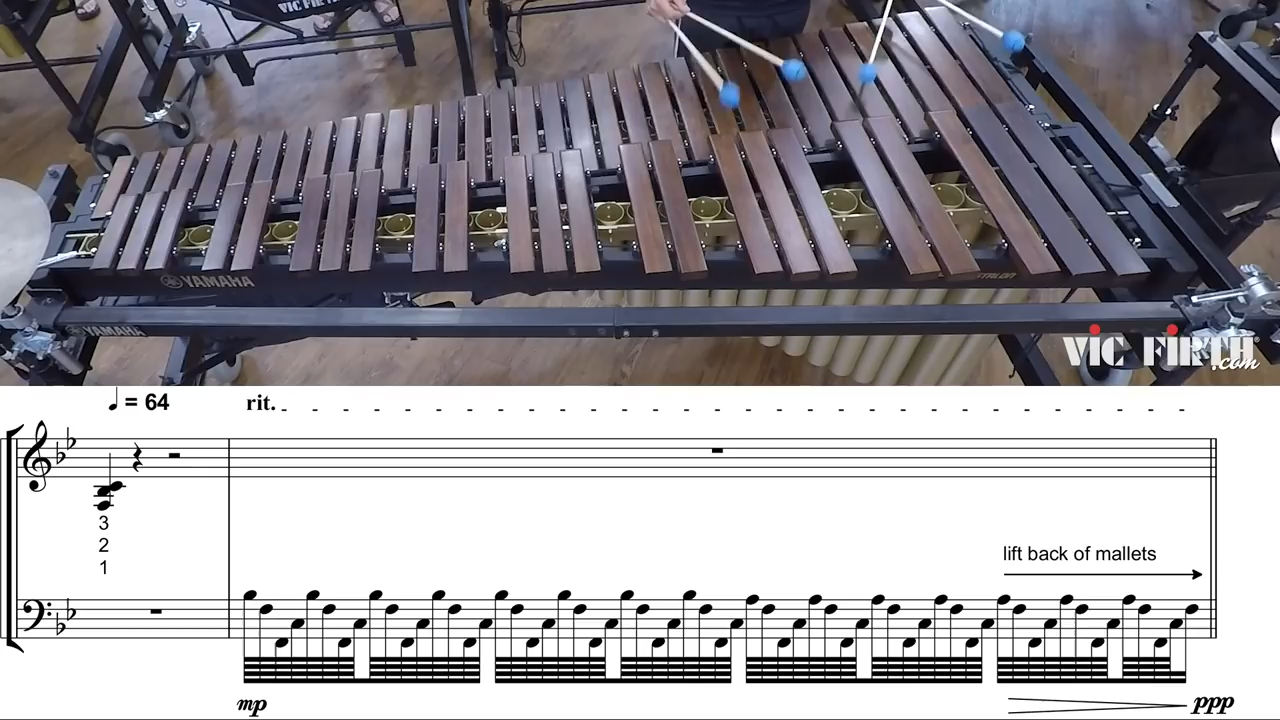 VIC FIRTH
YAMAHA
YAMAHA
VIC FIRTH
.com
= 64
rit.
3
2
1
lift back of mallets
mp
ppp